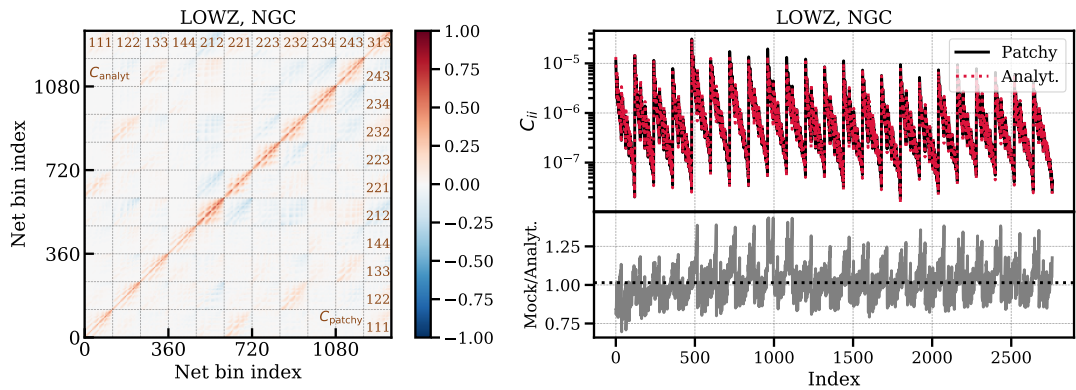 LOWZ, NGC
111 122 133 144 212 221 223 232 234 243 313
C_analyt
243
234
232
223
221
212
144
133
122
111
C_patchy
1080
720
360
0
Net bin index
0 360 720 1080
Net bin index
1.00
0.75
0.50
0.25
0.00
−0.25
−0.50
−0.75
−1.00
LOWZ, NGC
Patchy
Analyt.
10⁻⁵
10⁻⁶
10⁻⁷
C_ii
1.25
1.00
0.75
Mock/Analyt.
0 500 1000 1500 2000 2500
Index